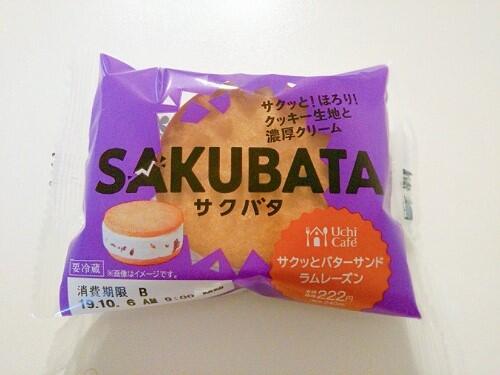 サクッと!ほろり!
クッキー生地と
濃厚クリーム
SAKUBATA
サクバタ
Uchi
Café
サクッとバターサンド
ラムレーズン
222円
要冷蔵
※画像はイメージです。
消費期限 B
19.10. 6 AM 9:00